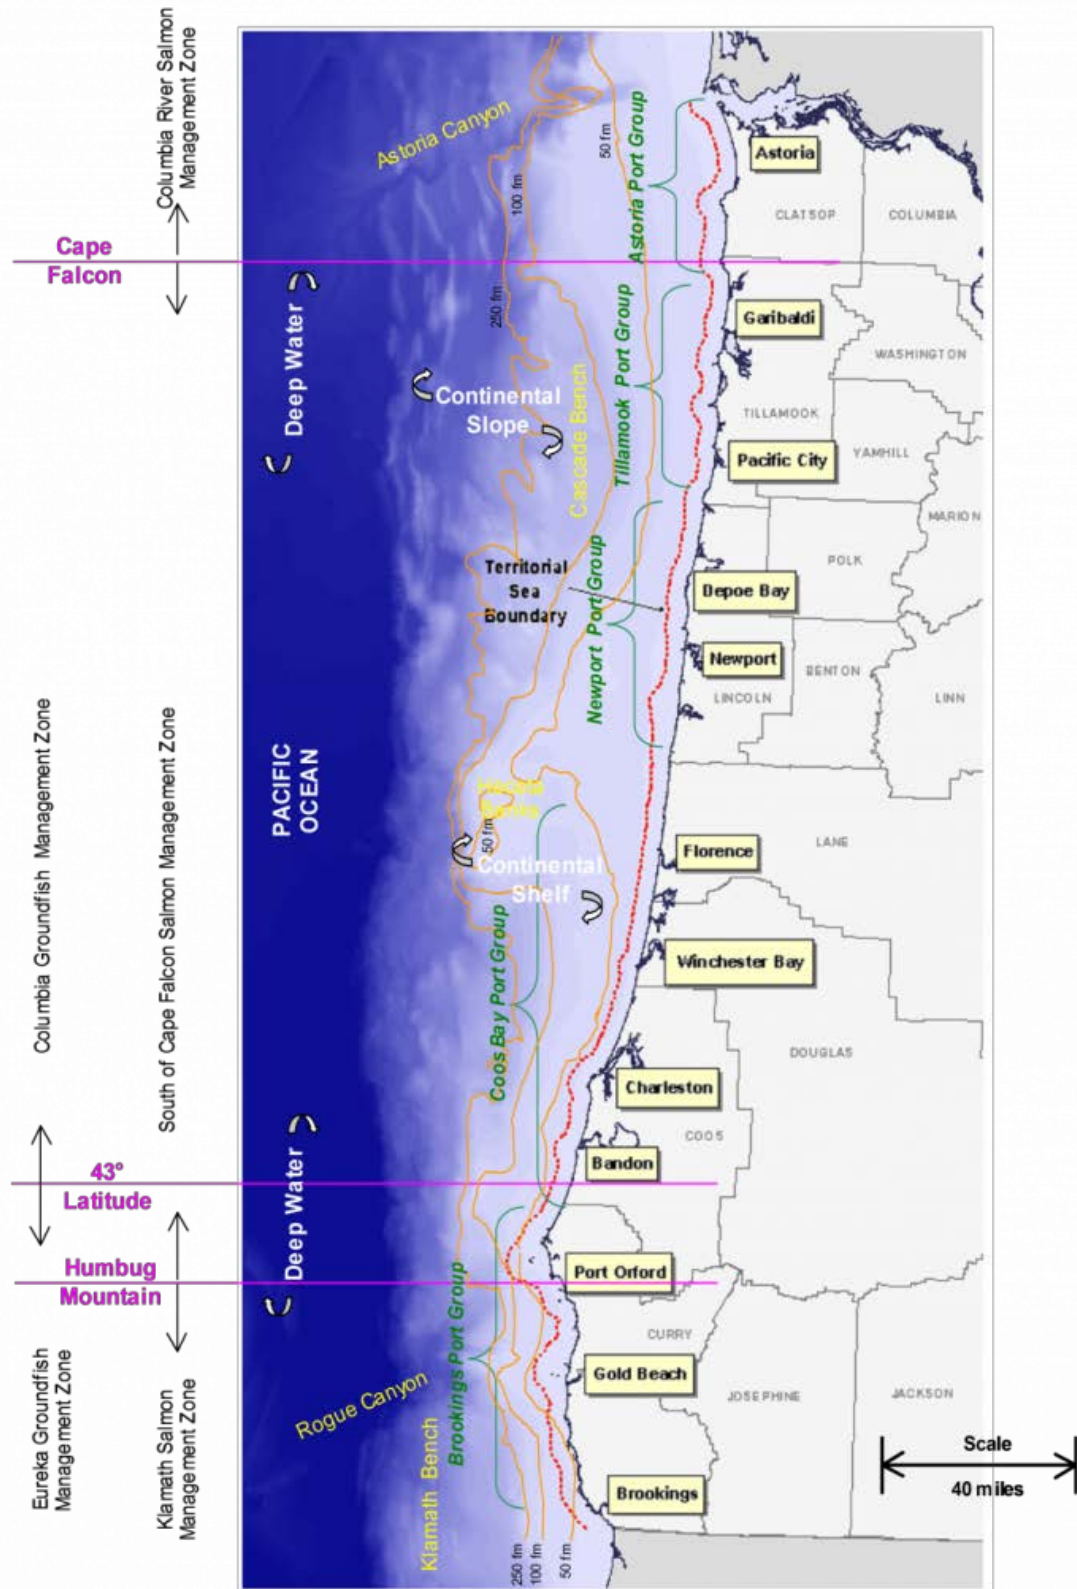 Columbia River Salmon
Management Zone
Astoria Canyon
50 fm
100 fm
Astoria Port Group
Astoria
CLATSOP
COLUMBIA
Cape
Falcon
Deep Water
250 fm
Tillamook Port Group
Garibaldi
WASHINGTON
Continental
Slope
Cascade Bench
TILLAMOOK
YAMHILL
Pacific City
MARION
Territorial
Sea
Boundary
Newport Port Group
POLK
Depoe Bay
Newport
BENTON
LINCOLN
LINN
Columbia Groundfish Management Zone
South of Cape Falcon Salmon Management Zone
PACIFIC
OCEAN
Heceta
Banks
50 fm
Continental
Shelf
Florence
LANE
Coos Bay Port Group
Winchester Bay
DOUGLAS
Charleston
COOS
Deep Water
Bandon
43°
Latitude
Humbug
Mountain
Port Orford
Brookings Port Group
CURRY
Gold Beach
JOSEPHINE
JACKSON
Eureka Groundfish
Management Zone
Klamath Salmon
Management Zone
Rogue Canyon
Klamath Bench
Scale
40 miles
Brookings
250 fm
100 fm
50 fm